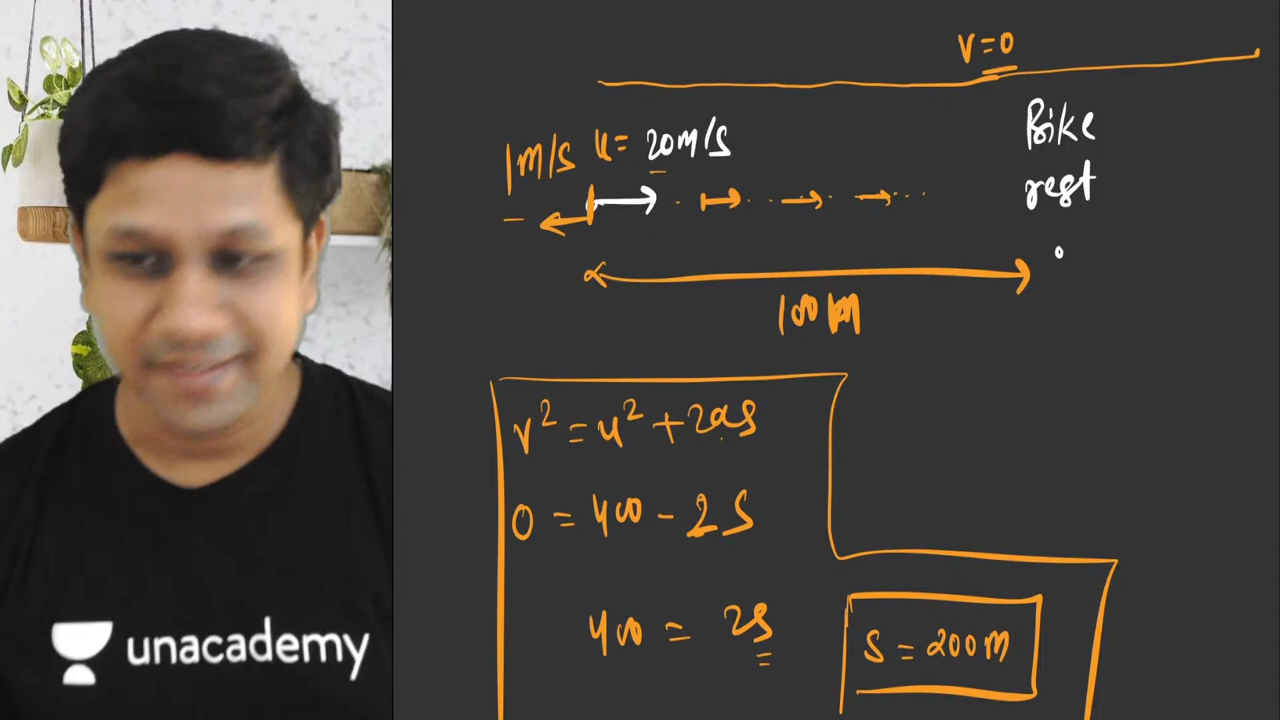 v = 0
1m/s u = 20m/s
Bike
rest
100m
v² = u² + 2as
0 = 400 - 2s
400 = 2s
s = 200m
unacademy